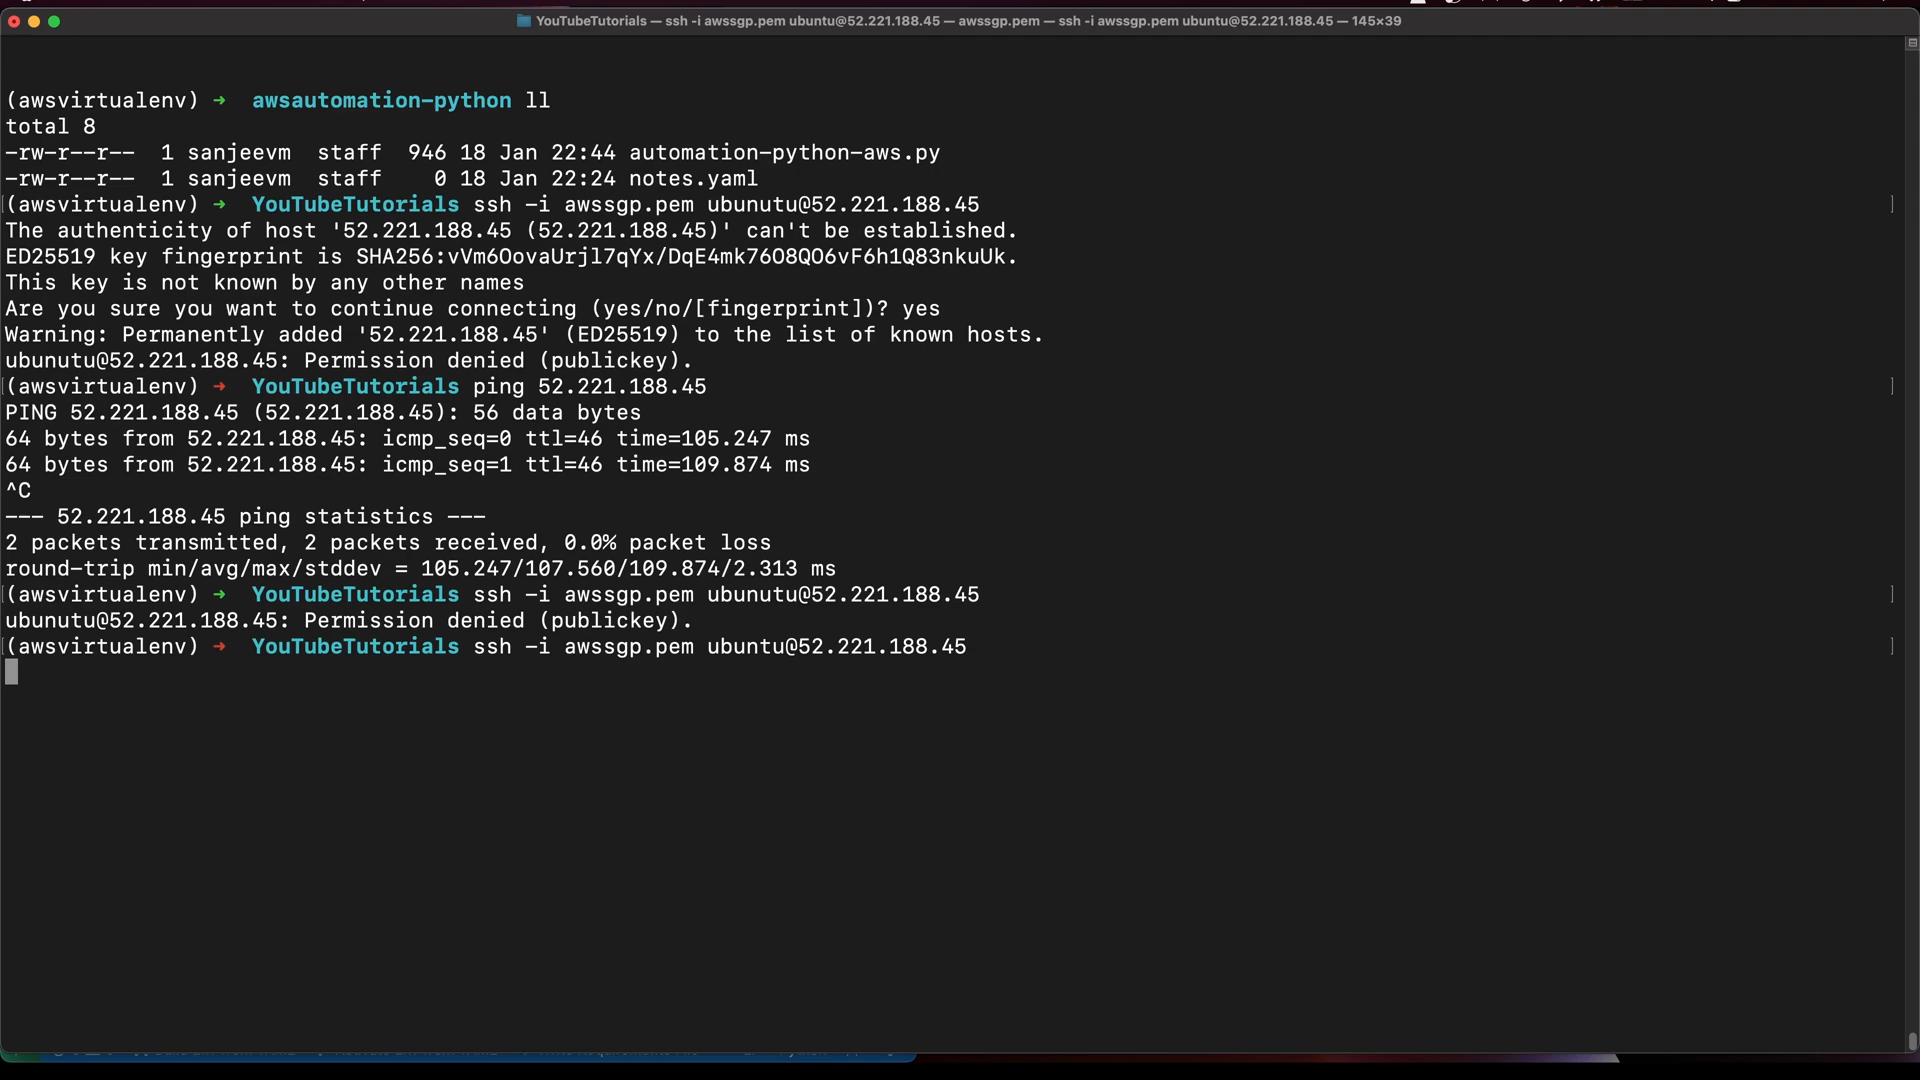 YouTubeTutorials — ssh -i awssgp.pem ubuntu@52.221.188.45 — awssgp.pem — ssh -i awssgp.pem ubuntu@52.221.188.45 — 145×39
(awsvirtualenv) ➜  awsautomation-python ll
total 8
-rw-r--r--  1 sanjeevm  staff  946 18 Jan 22:44 automation-python-aws.py
-rw-r--r--  1 sanjeevm  staff    0 18 Jan 22:24 notes.yaml
[(awsvirtualenv) ➜  YouTubeTutorials ssh -i awssgp.pem ubunutu@52.221.188.45 ]
The authenticity of host '52.221.188.45 (52.221.188.45)' can't be established.
ED25519 key fingerprint is SHA256:vVm6OovaUrjl7qYx/DqE4mk76O8QO6vF6h1Q83nkuUk.
This key is not known by any other names
Are you sure you want to continue connecting (yes/no/[fingerprint])? yes
Warning: Permanently added '52.221.188.45' (ED25519) to the list of known hosts.
ubunutu@52.221.188.45: Permission denied (publickey).
[(awsvirtualenv) ➜  YouTubeTutorials ping 52.221.188.45 ]
PING 52.221.188.45 (52.221.188.45): 56 data bytes
64 bytes from 52.221.188.45: icmp_seq=0 ttl=46 time=105.247 ms
64 bytes from 52.221.188.45: icmp_seq=1 ttl=46 time=109.874 ms
^C
--- 52.221.188.45 ping statistics ---
2 packets transmitted, 2 packets received, 0.0% packet loss
round-trip min/avg/max/stddev = 105.247/107.560/109.874/2.313 ms
[(awsvirtualenv) ➜  YouTubeTutorials ssh -i awssgp.pem ubunutu@52.221.188.45 ]
ubunutu@52.221.188.45: Permission denied (publickey).
[(awsvirtualenv) ➜  YouTubeTutorials ssh -i awssgp.pem ubuntu@52.221.188.45 ]